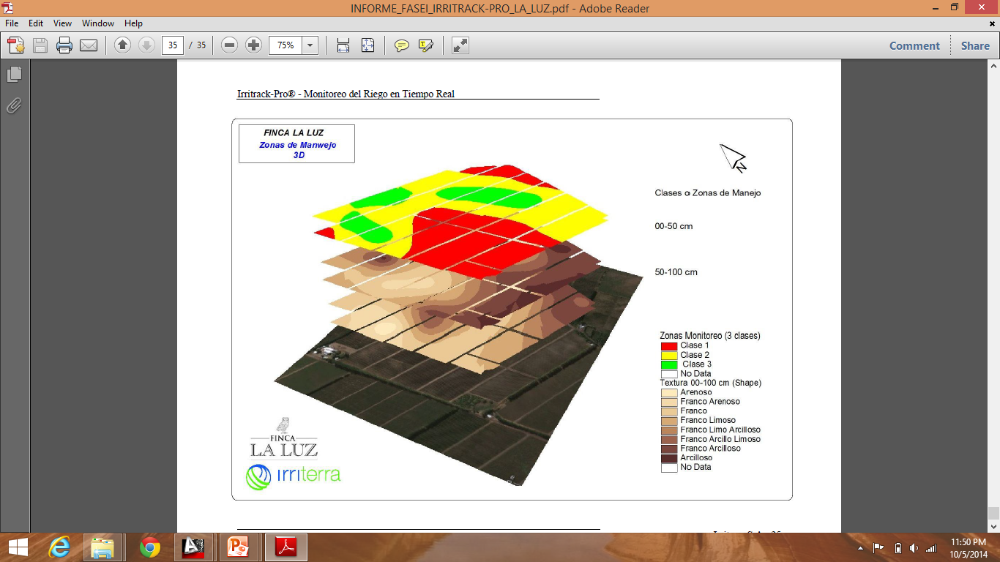 INFORME_FASEI_IRRITRACK-PRO_LA_LUZ.pdf - Adobe Reader
File Edit View Window Help
35 / 35 75% Comment Share
Irritrack-Pro® - Monitoreo del Riego en Tiempo Real
FINCA LA LUZ
Zonas de Manwejo
3D
N
Clases o Zonas de Manejo
00-50 cm
50-100 cm
Zonas Monitoreo (3 clases)
Clase 1
Clase 2
Clase 3
No Data
Textura 00-100 cm (Shape)
Arenoso
Franco Arenoso
Franco
Franco Limoso
Franco Limo Arcilloso
Franco Arcillo Limoso
Franco Arcilloso
Arcilloso
No Data
FINCA
LA LUZ
irriterra
11:50 PM
10/5/2014